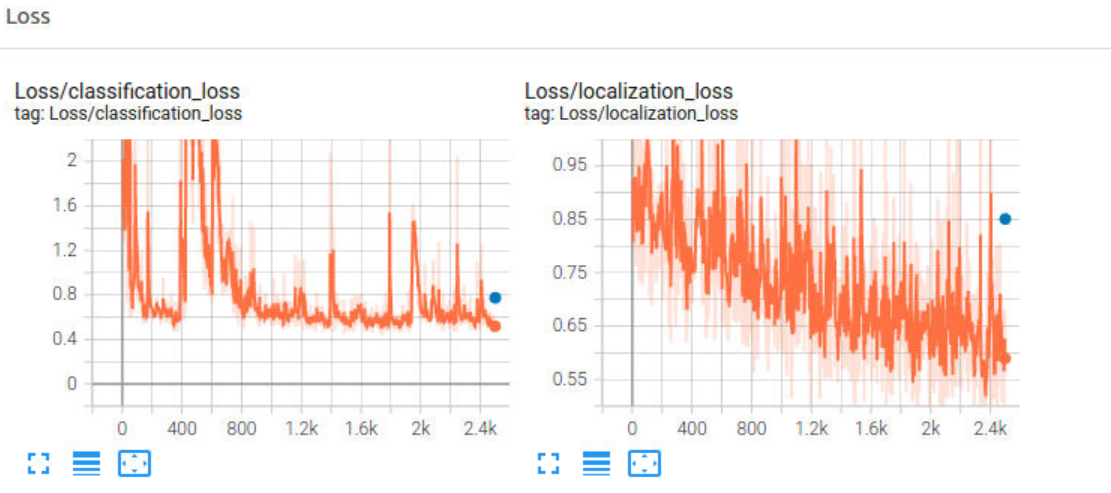 Loss
Loss/classification_loss
tag: Loss/classification_loss
2
1.6
1.2
0.8
0.4
0
0 400 800 1.2k 1.6k 2k 2.4k
Loss/localization_loss
tag: Loss/localization_loss
0.95
0.85
0.75
0.65
0.55
0 400 800 1.2k 1.6k 2k 2.4k